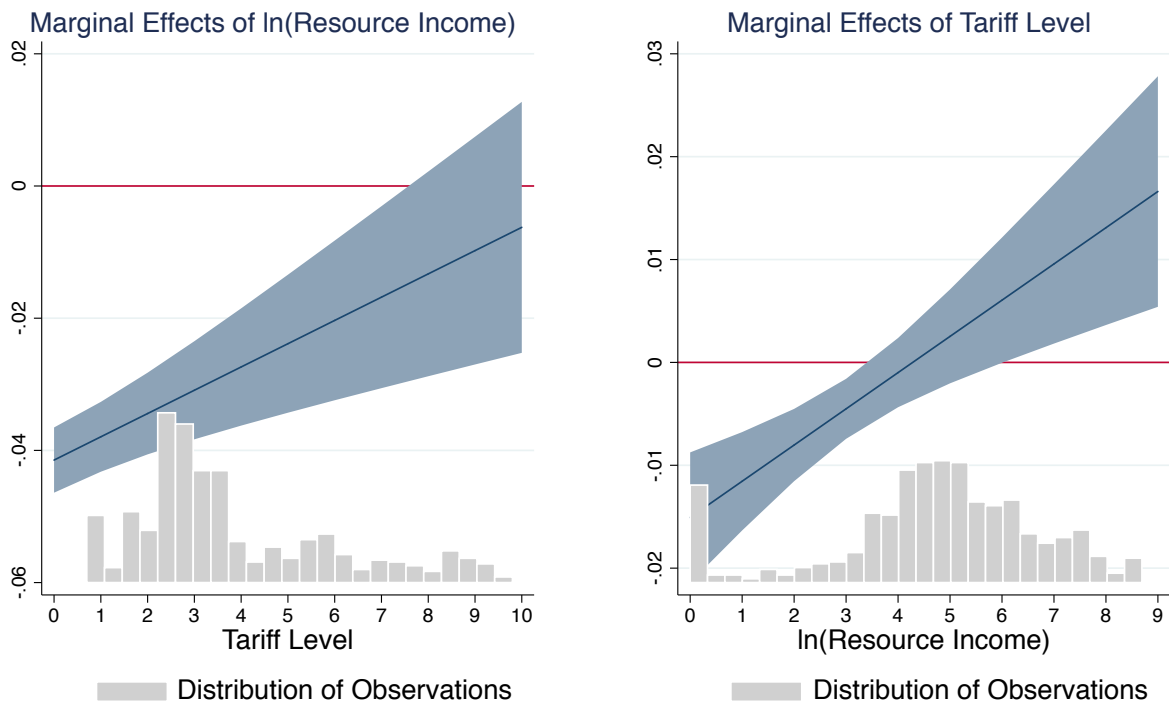 Marginal Effects of ln(Resource Income)
.02
0
-.02
-.04
-.06
0 1 2 3 4 5 6 7 8 9 10
Tariff Level
Distribution of Observations
Marginal Effects of Tariff Level
.03
.02
.01
0
-.01
-.02
0 1 2 3 4 5 6 7 8 9
ln(Resource Income)
Distribution of Observations